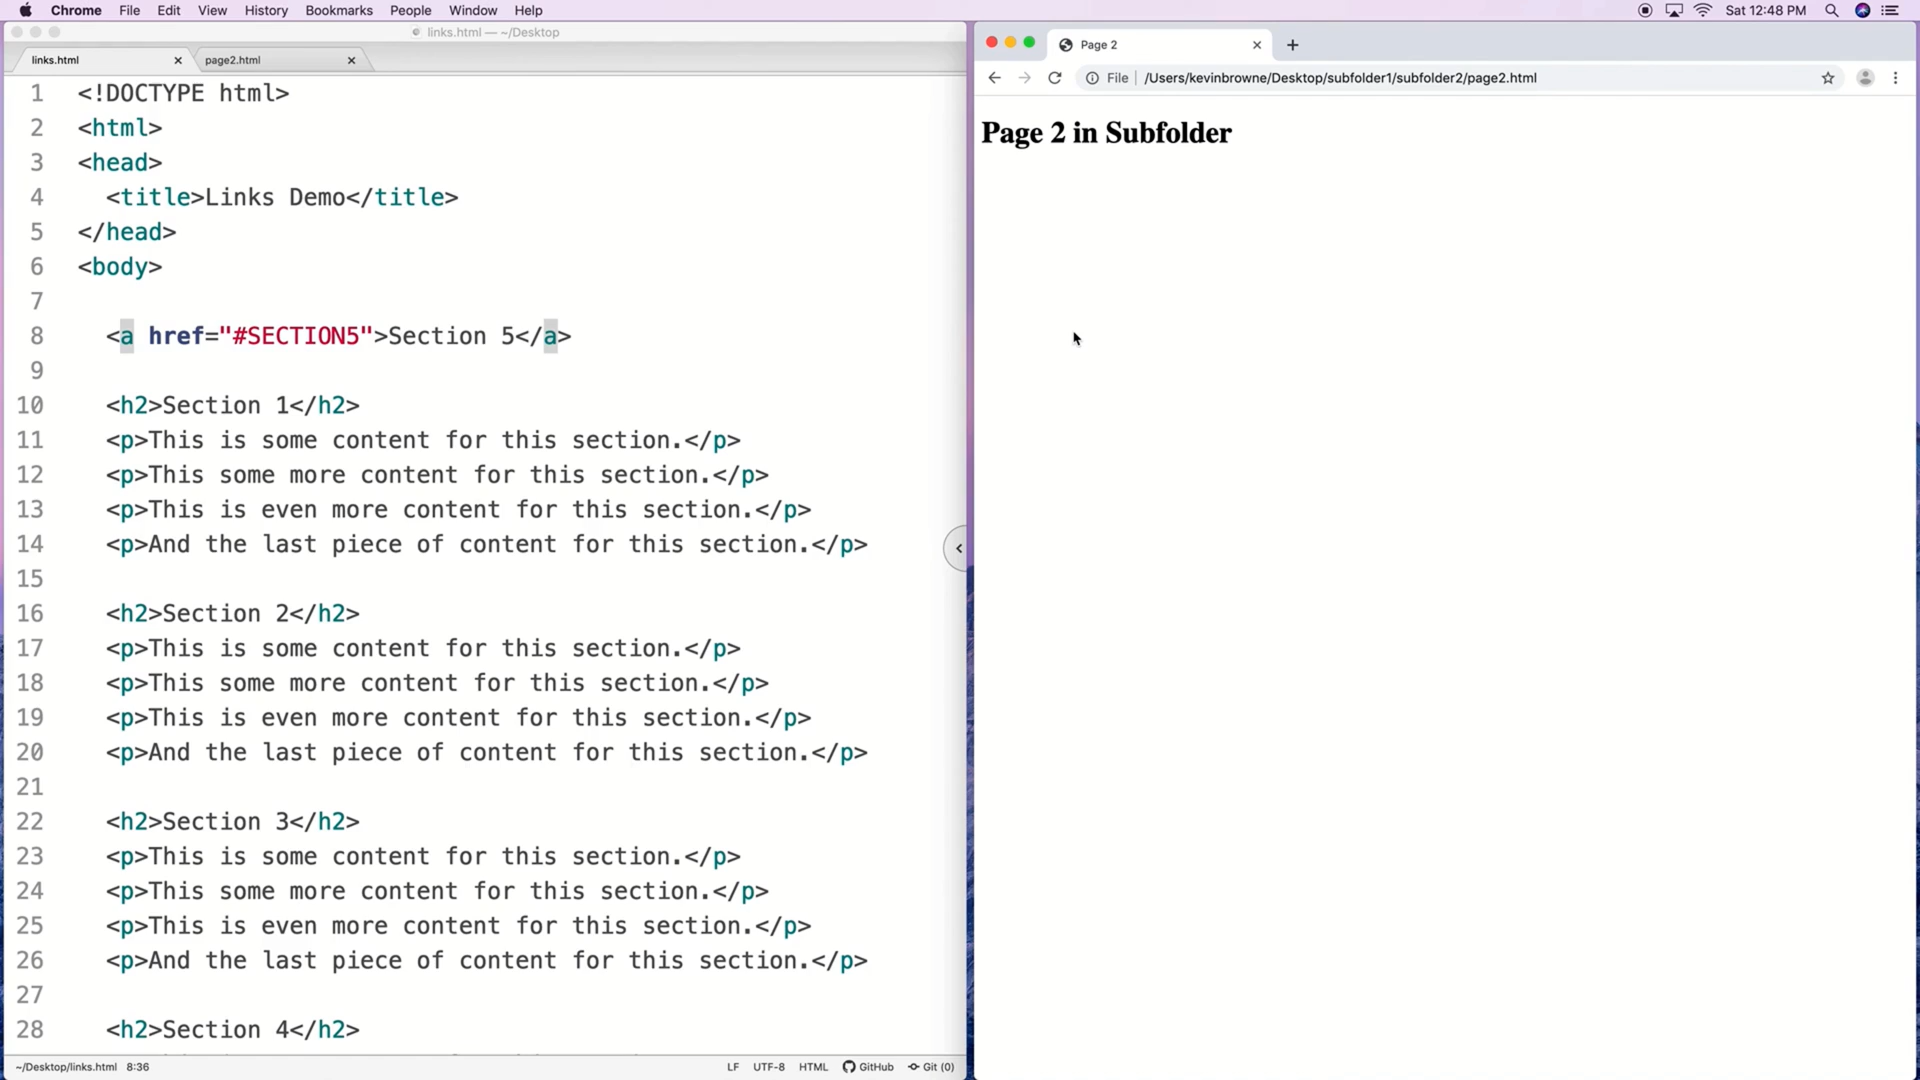 Chrome File Edit View History Bookmarks People Window Help Sat 12:48 PM
links.html — ~/Desktop
links.html page2.html
1 <!DOCTYPE html>
2 <html>
3 <head>
4 <title>Links Demo</title>
5 </head>
6 <body>
7
8 <a href="#SECTION5">Section 5</a>
9
10 <h2>Section 1</h2>
11 <p>This is some content for this section.</p>
12 <p>This some more content for this section.</p>
13 <p>This is even more content for this section.</p>
14 <p>And the last piece of content for this section.</p>
15
16 <h2>Section 2</h2>
17 <p>This is some content for this section.</p>
18 <p>This some more content for this section.</p>
19 <p>This is even more content for this section.</p>
20 <p>And the last piece of content for this section.</p>
21
22 <h2>Section 3</h2>
23 <p>This is some content for this section.</p>
24 <p>This some more content for this section.</p>
25 <p>This is even more content for this section.</p>
26 <p>And the last piece of content for this section.</p>
27
28 <h2>Section 4</h2>
~/Desktop/links.html 8:36 LF UTF-8 HTML GitHub Git (0)
Page 2
File /Users/kevinbrowne/Desktop/subfolder1/subfolder2/page2.html
Page 2 in Subfolder